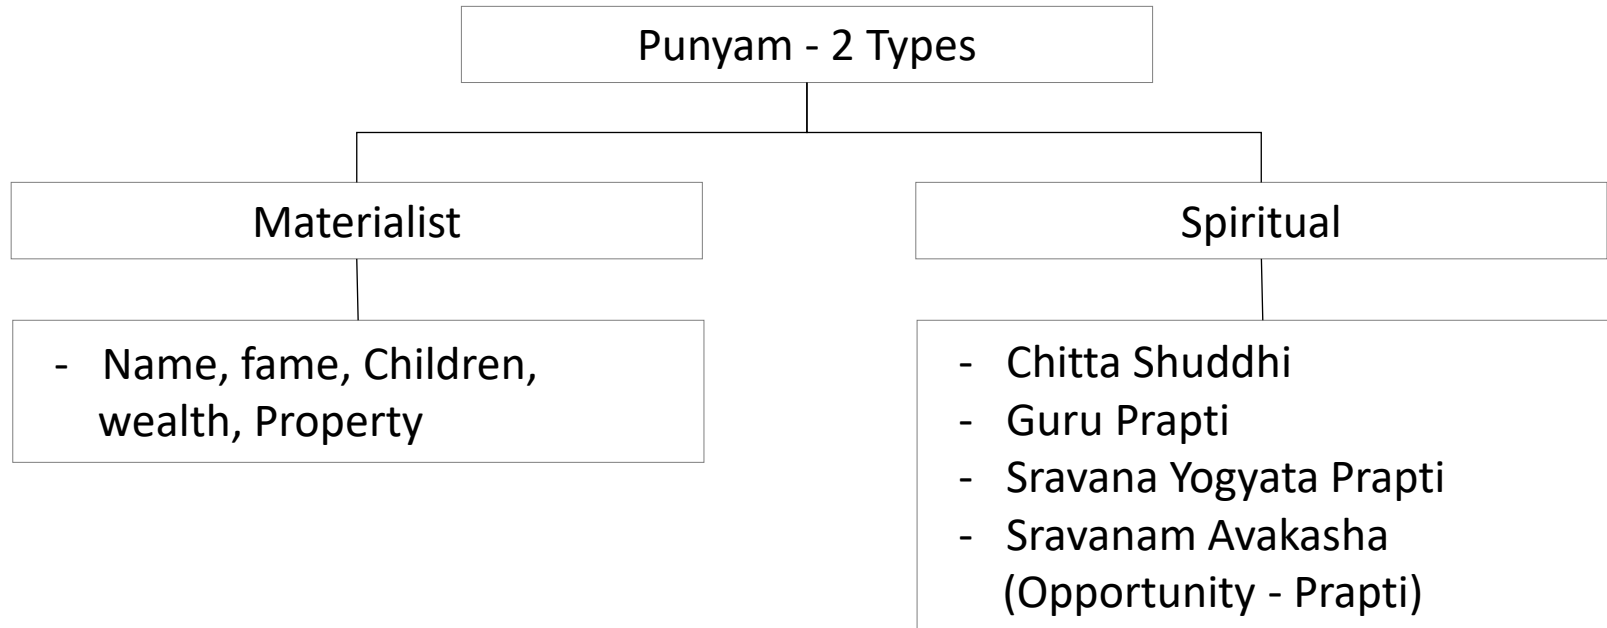 Punyam - 2 Types
Materialist
Spiritual
- Name, fame, Children,
wealth, Property
- Chitta Shuddhi
- Guru Prapti
- Sravana Yogyata Prapti
- Sravanam Avakasha
(Opportunity - Prapti)